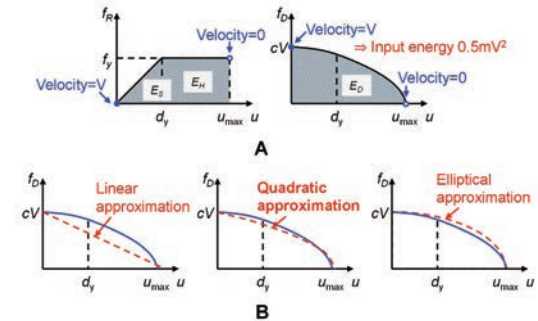 f_R
Velocity=0
f_y
Velocity=V
E_S
E_H
d_y
u_max u
f_D
Velocity=V
cV
⇒ Input energy 0.5mV²
Velocity=0
E_D
d_y
u_max u
A
f_D
Linear
approximation
cV
d_y
u_max u
f_D
Quadratic
approximation
cV
d_y
u_max u
f_D
Elliptical
approximation
cV
d_y
u_max u
B